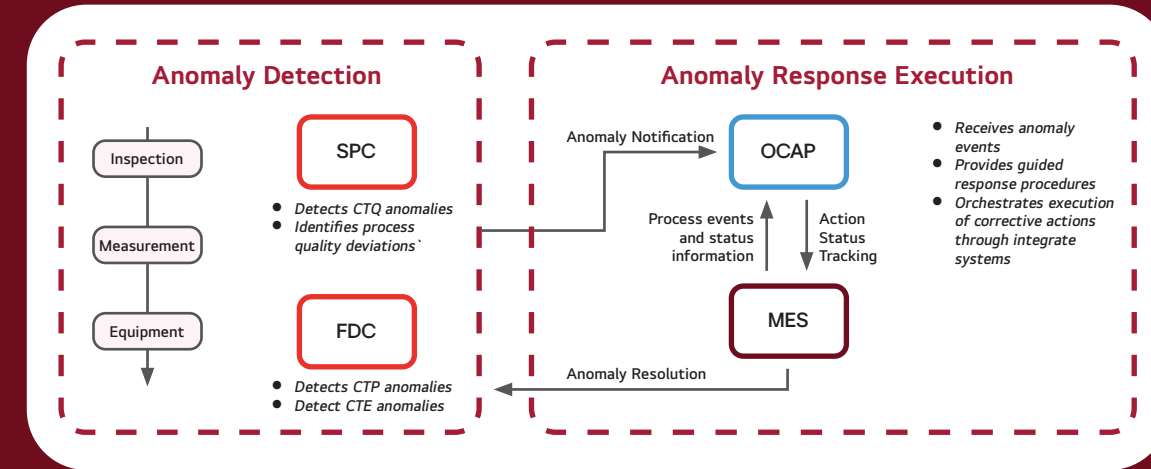 Anomaly Detection
Inspection
Measurement
Equipment
SPC
● Detects CTQ anomalies
● Identifies process
quality deviations`
FDC
● Detects CTP anomalies
● Detect CTE anomalies
Anomaly Response Execution
Anomaly Notification
OCAP
Process events
and status
information
Action
Status
Tracking
MES
Anomaly Resolution
● Receives anomaly
events
● Provides guided
response procedures
● Orchestrates execution
of corrective actions
through integrate
systems